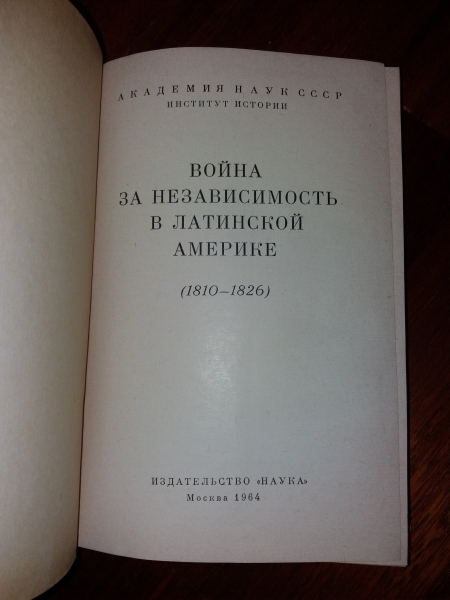 АКАДЕМИЯ НАУК СССР
ИНСТИТУТ ИСТОРИИ
ВОЙНА
ЗА НЕЗАВИСИМОСТЬ
В ЛАТИНСКОЙ
АМЕРИКЕ
(1810–1826)
ИЗДАТЕЛЬСТВО «НАУКА»
Москва 1964